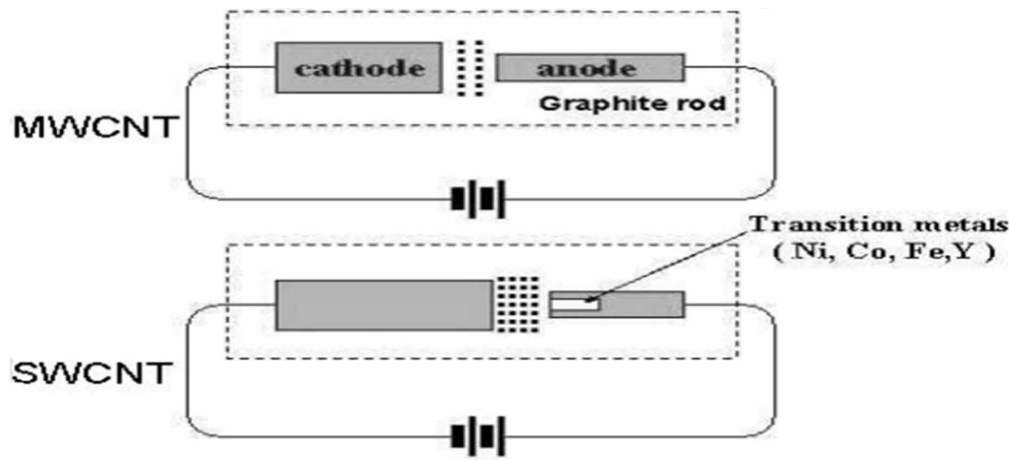 cathode
anode
Graphite rod
MWCNT
Transition metals
( Ni, Co, Fe,Y )
SWCNT